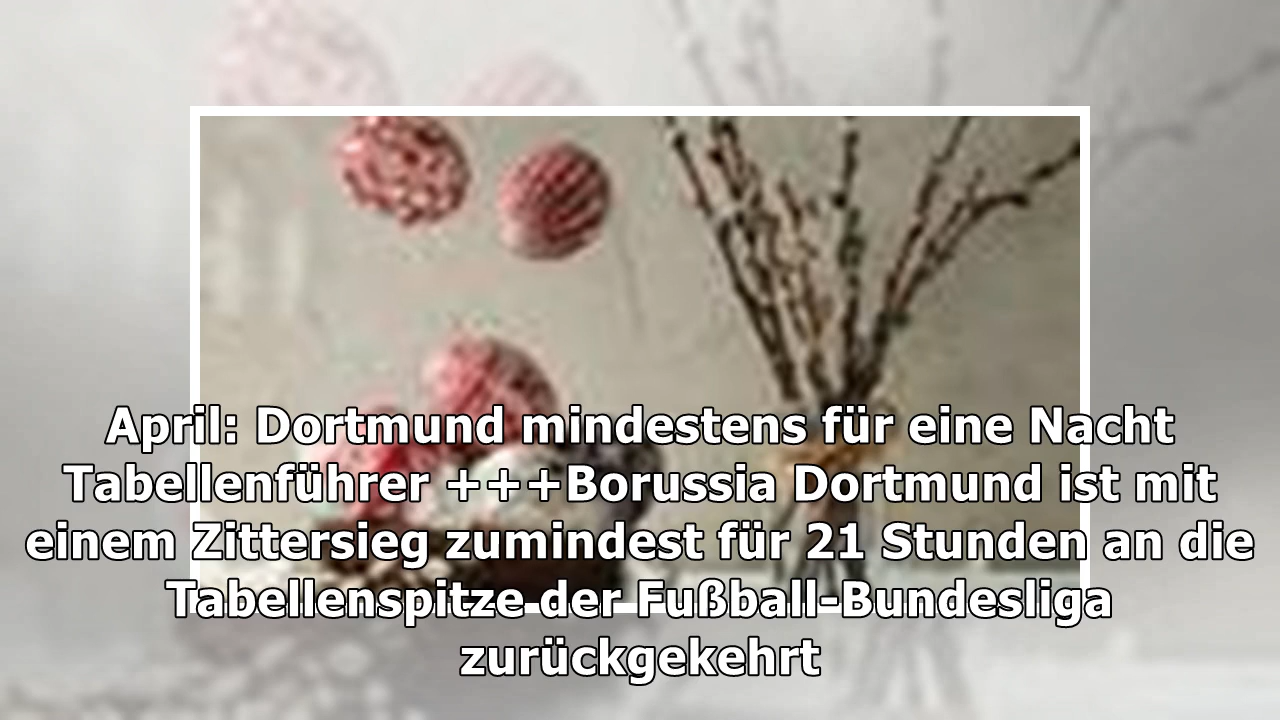 April: Dortmund mindestens für eine Nacht
Tabellenführer +++Borussia Dortmund ist mit
einem Zittersieg zumindest für 21 Stunden an die
Tabellenspitze der Fußball-Bundesliga
zurückgekehrt